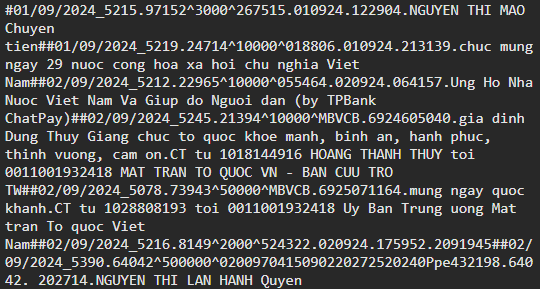 #01/09/2024_5215.97152^3000^267515.010924.122904.NGUYEN THI MAO
Chuyen
tien##01/09/2024_5219.24714^10000^018806.010924.213139.chuc mung
ngay 29 nuoc cong hoa xa hoi chu nghia Viet
Nam##02/09/2024_5212.22965^10000^055464.020924.064157.Ung Ho Nha
Nuoc Viet Nam Va Giup do Nguoi dan (by TPBank
ChatPay)##02/09/2024_5245.21394^10000^MBVCB.6924605040.gia dinh
Dung Thuy Giang chuc to quoc khoe manh, binh an, hanh phuc,
thinh vuong, cam on.CT tu 1018144916 HOANG THANH THUY toi
0011001932418 MAT TRAN TO QUOC VN - BAN CUU TRO
TW##02/09/2024_5078.73943^50000^MBVCB.6925071164.mung ngay quoc
khanh.CT tu 1028808193 toi 0011001932418 Uy Ban Trung uong Mat
tran To quoc Viet
Nam##02/09/2024_5216.8149^2000^524322.020924.175952.2091945##02/
09/2024_5390.64042^500000^0200970415090220272520240Ppe432198.640
42. 202714.NGUYEN THI LAN HANH Quyen